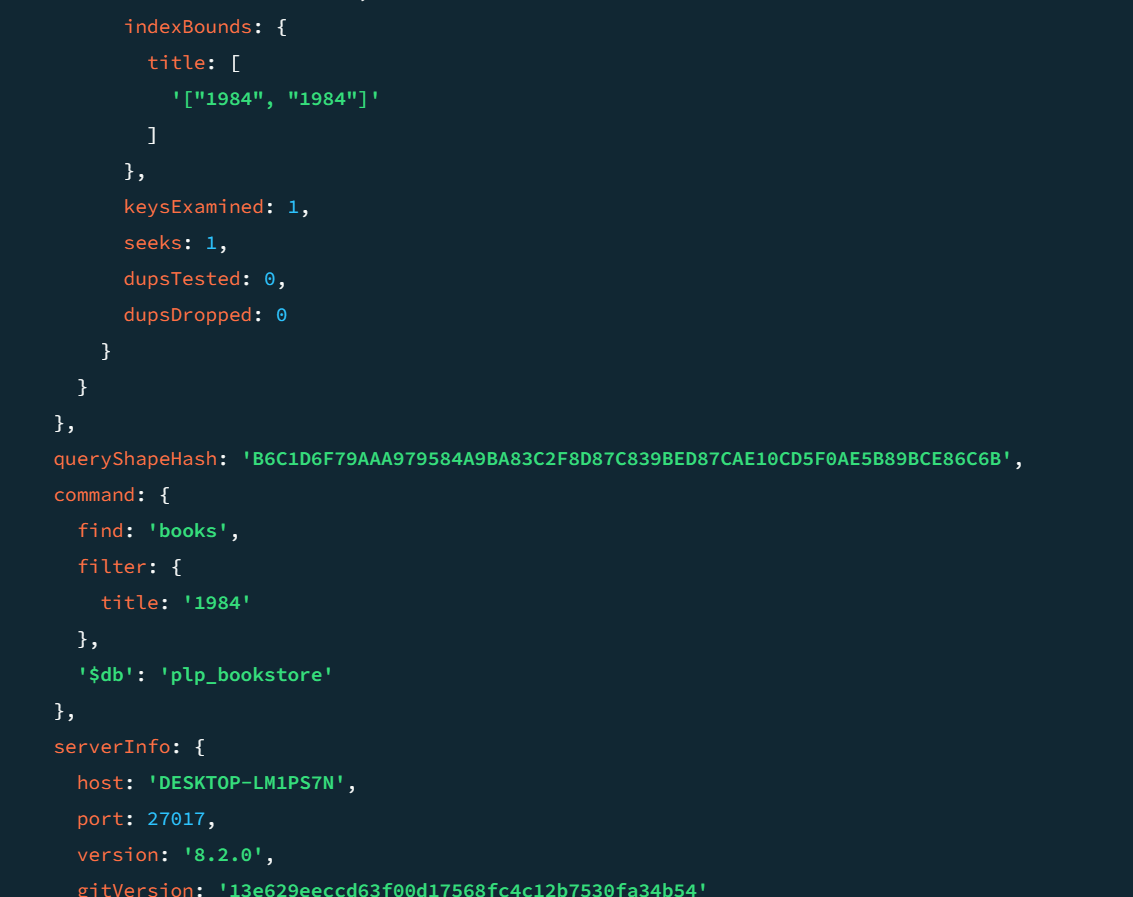 indexBounds: {
title: [
'["1984", "1984"]'
]
},
keysExamined: 1,
seeks: 1,
dupsTested: 0,
dupsDropped: 0
}
}
},
queryShapeHash: 'B6C1D6F79AAA979584A9BA83C2F8D87C839BED87CAE10CD5F0AE5B89BCE86C6B',
command: {
find: 'books',
filter: {
title: '1984'
},
'$db': 'plp_bookstore'
},
serverInfo: {
host: 'DESKTOP-LM1PS7N',
port: 27017,
version: '8.2.0',
gitVersion: '13e629eeccd63f00d17568fc4c12b7530fa34b54'